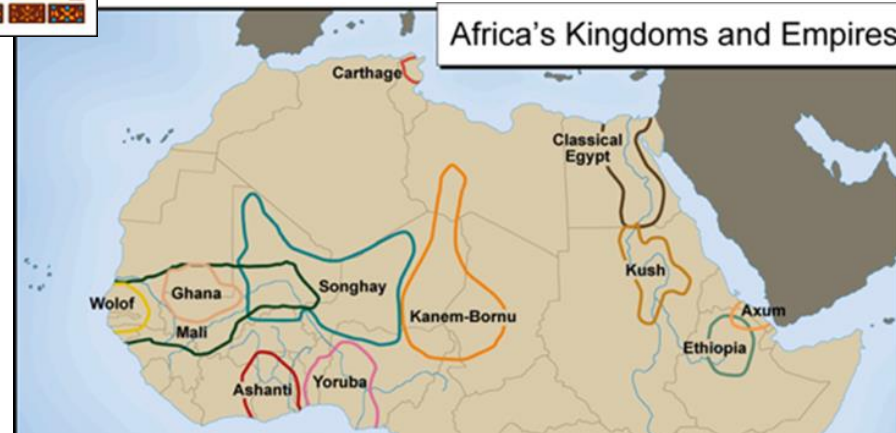 Africa's Kingdoms and Empires
Carthage
Classical
Egypt
Wolof
Ghana
Songhay
Kanem-Bornu
Kush
Axum
Mali
Ethiopia
Ashanti
Yoruba